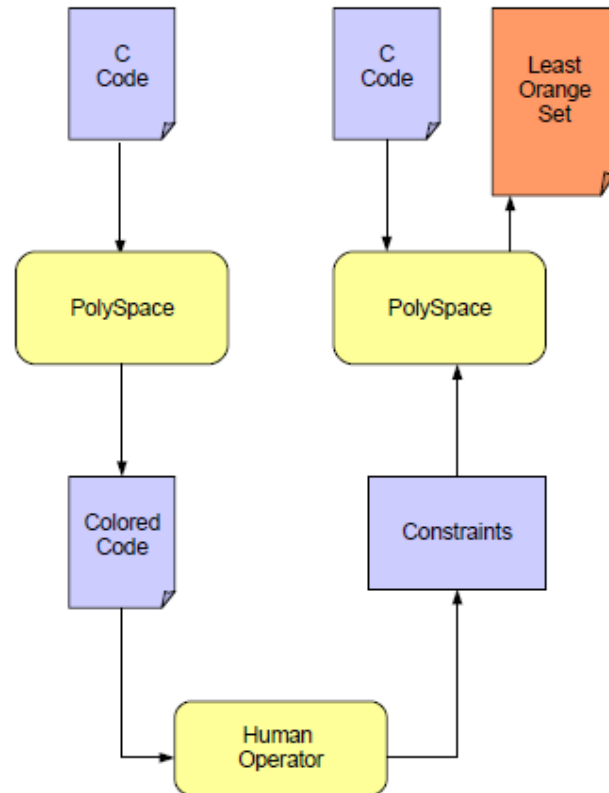 C
Code
C
Code
Least
Orange
Set
PolySpace
PolySpace
Colored
Code
Constraints
Human
Operator